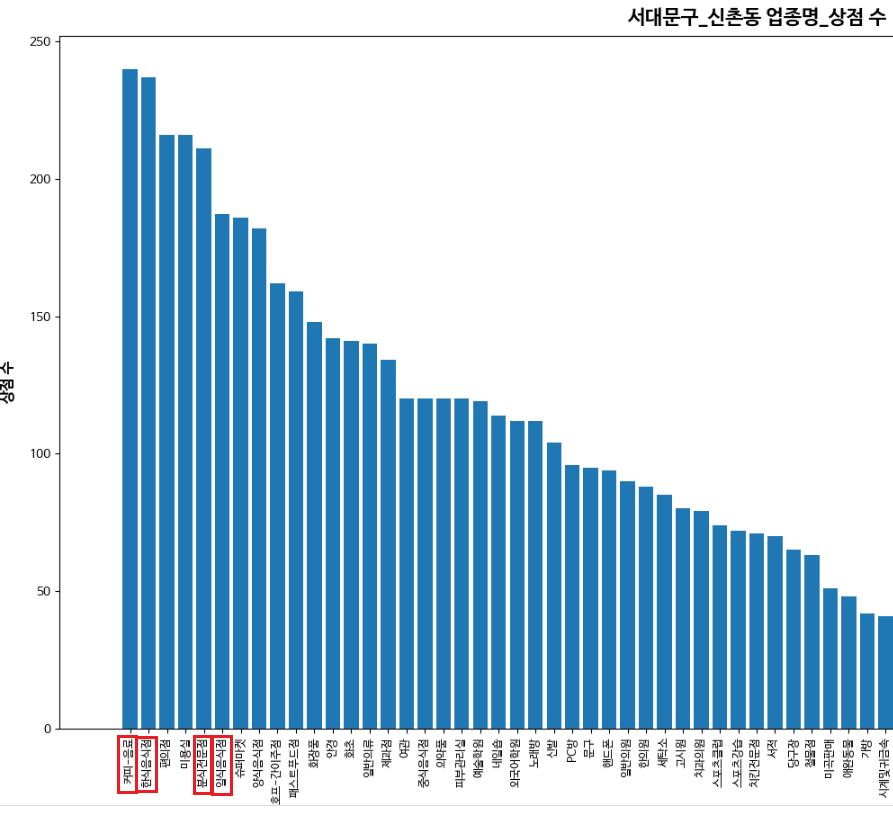 서대문구_신촌동 업종명_상점 수
상점 수
250
200
150
100
50
0
커피-음료
한식음식점
편의점
미용실
분식전문점
일식음식점
슈퍼마켓
양식음식점
호프-간이주점
패스트푸드점
화장품
안경
화초
일반의류
제과점
여관
중식음식점
의약품
피부관리실
예술학원
네일숍
외국어학원
노래방
신발
PC방
문구
핸드폰
일반의원
한의원
세탁소
고시원
치과의원
스포츠클럽
스포츠강습
치킨전문점
서적
당구장
철물점
미곡판매
애완동물
가방
시계및귀금속